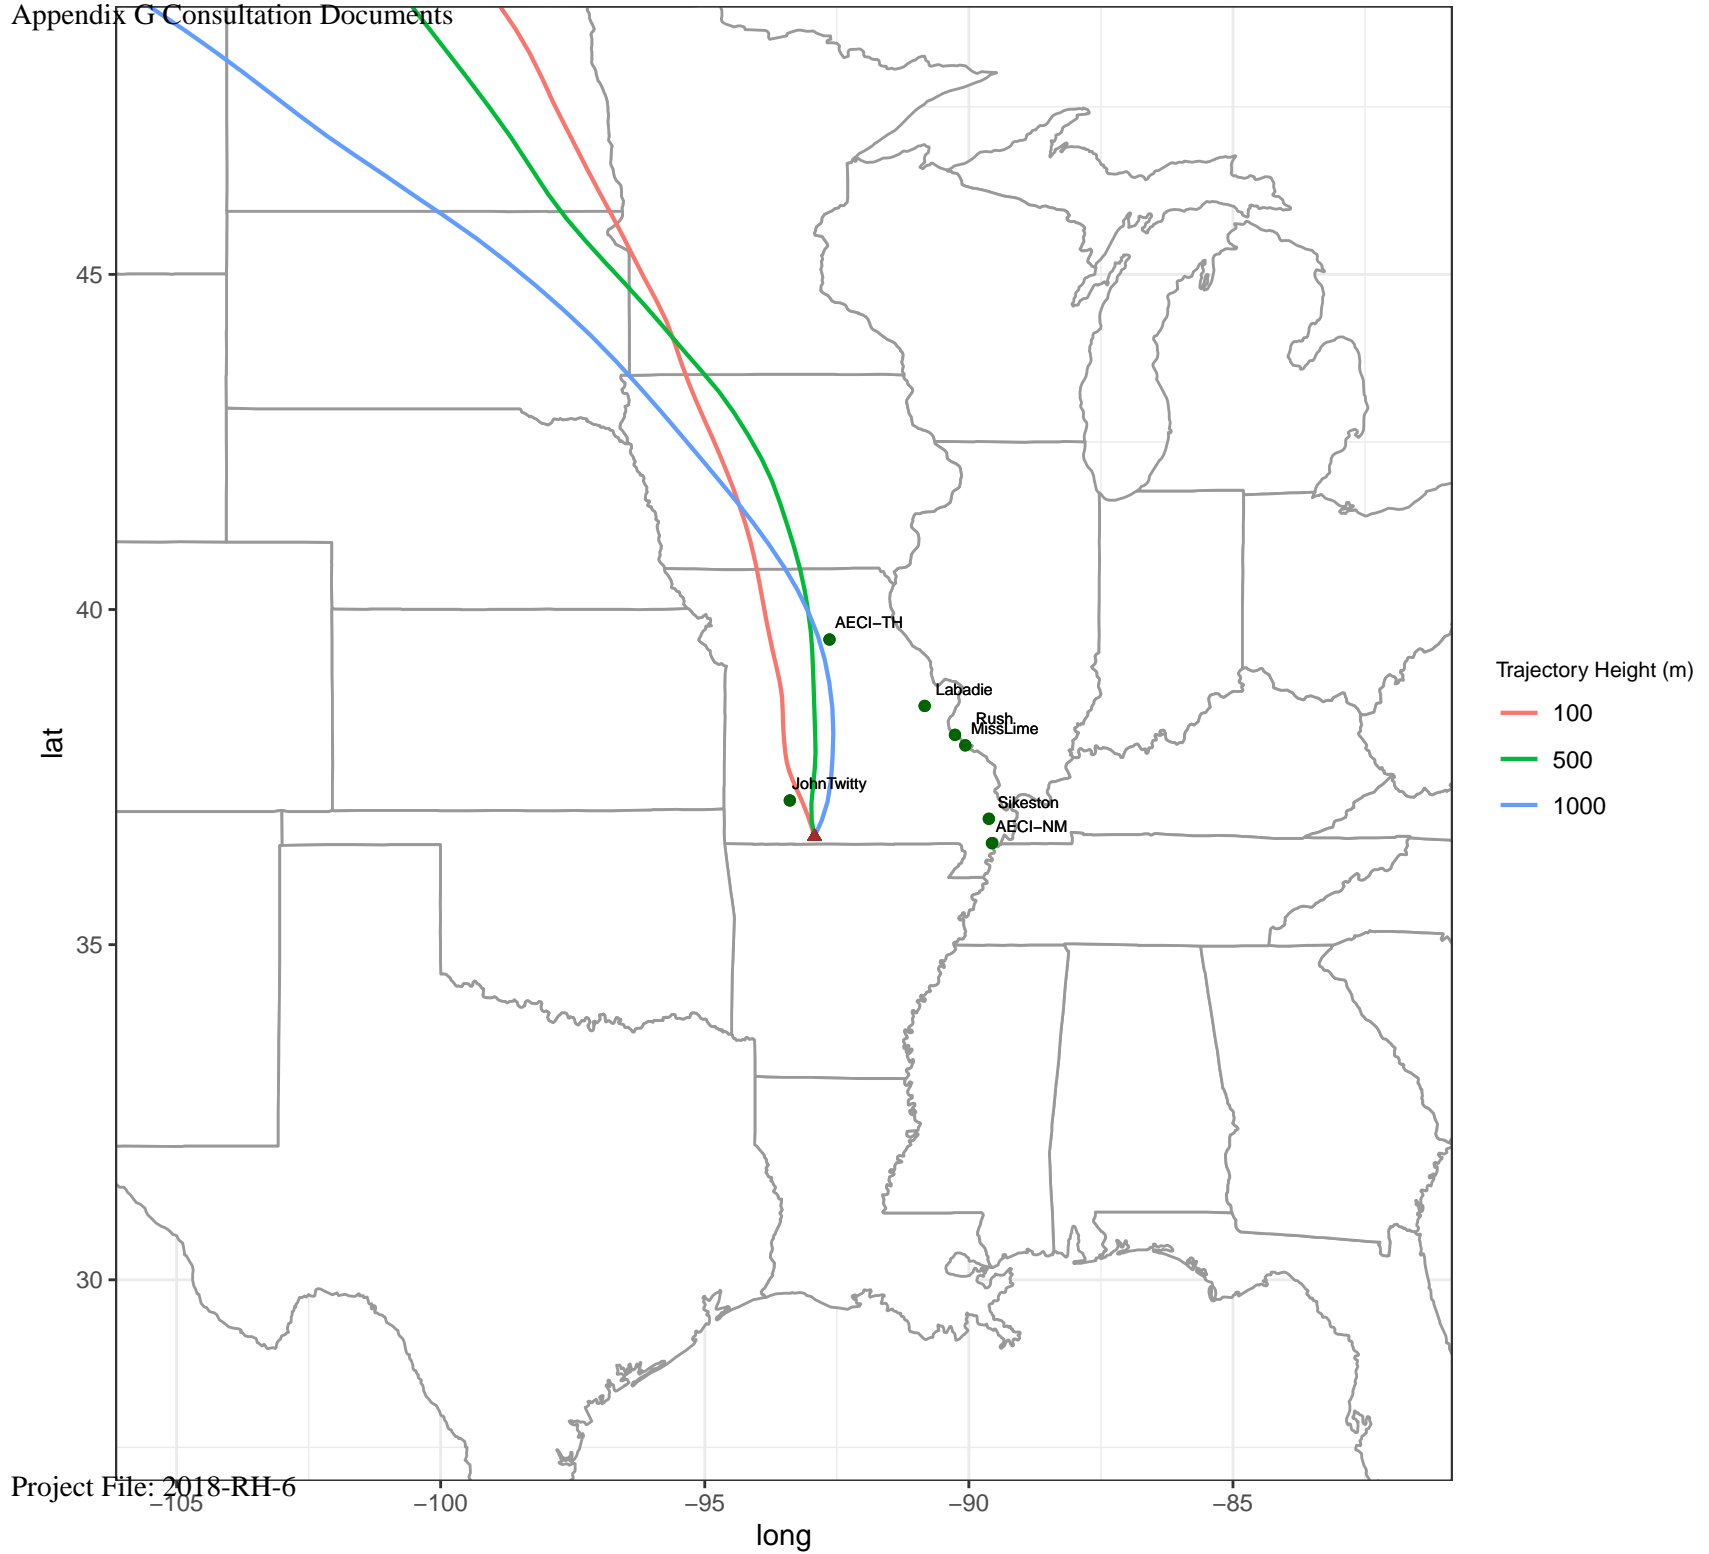 Appendix G Consultation Documents
45
40
35
30
lat
AECI−TH
Labadie
Rush
MissLime
JohnTwitty
Sikeston
AECI−NM
Trajectory Height (m)
100
500
1000
Project File: 2018-RH-6
−105
−100
−95
−90
−85
long